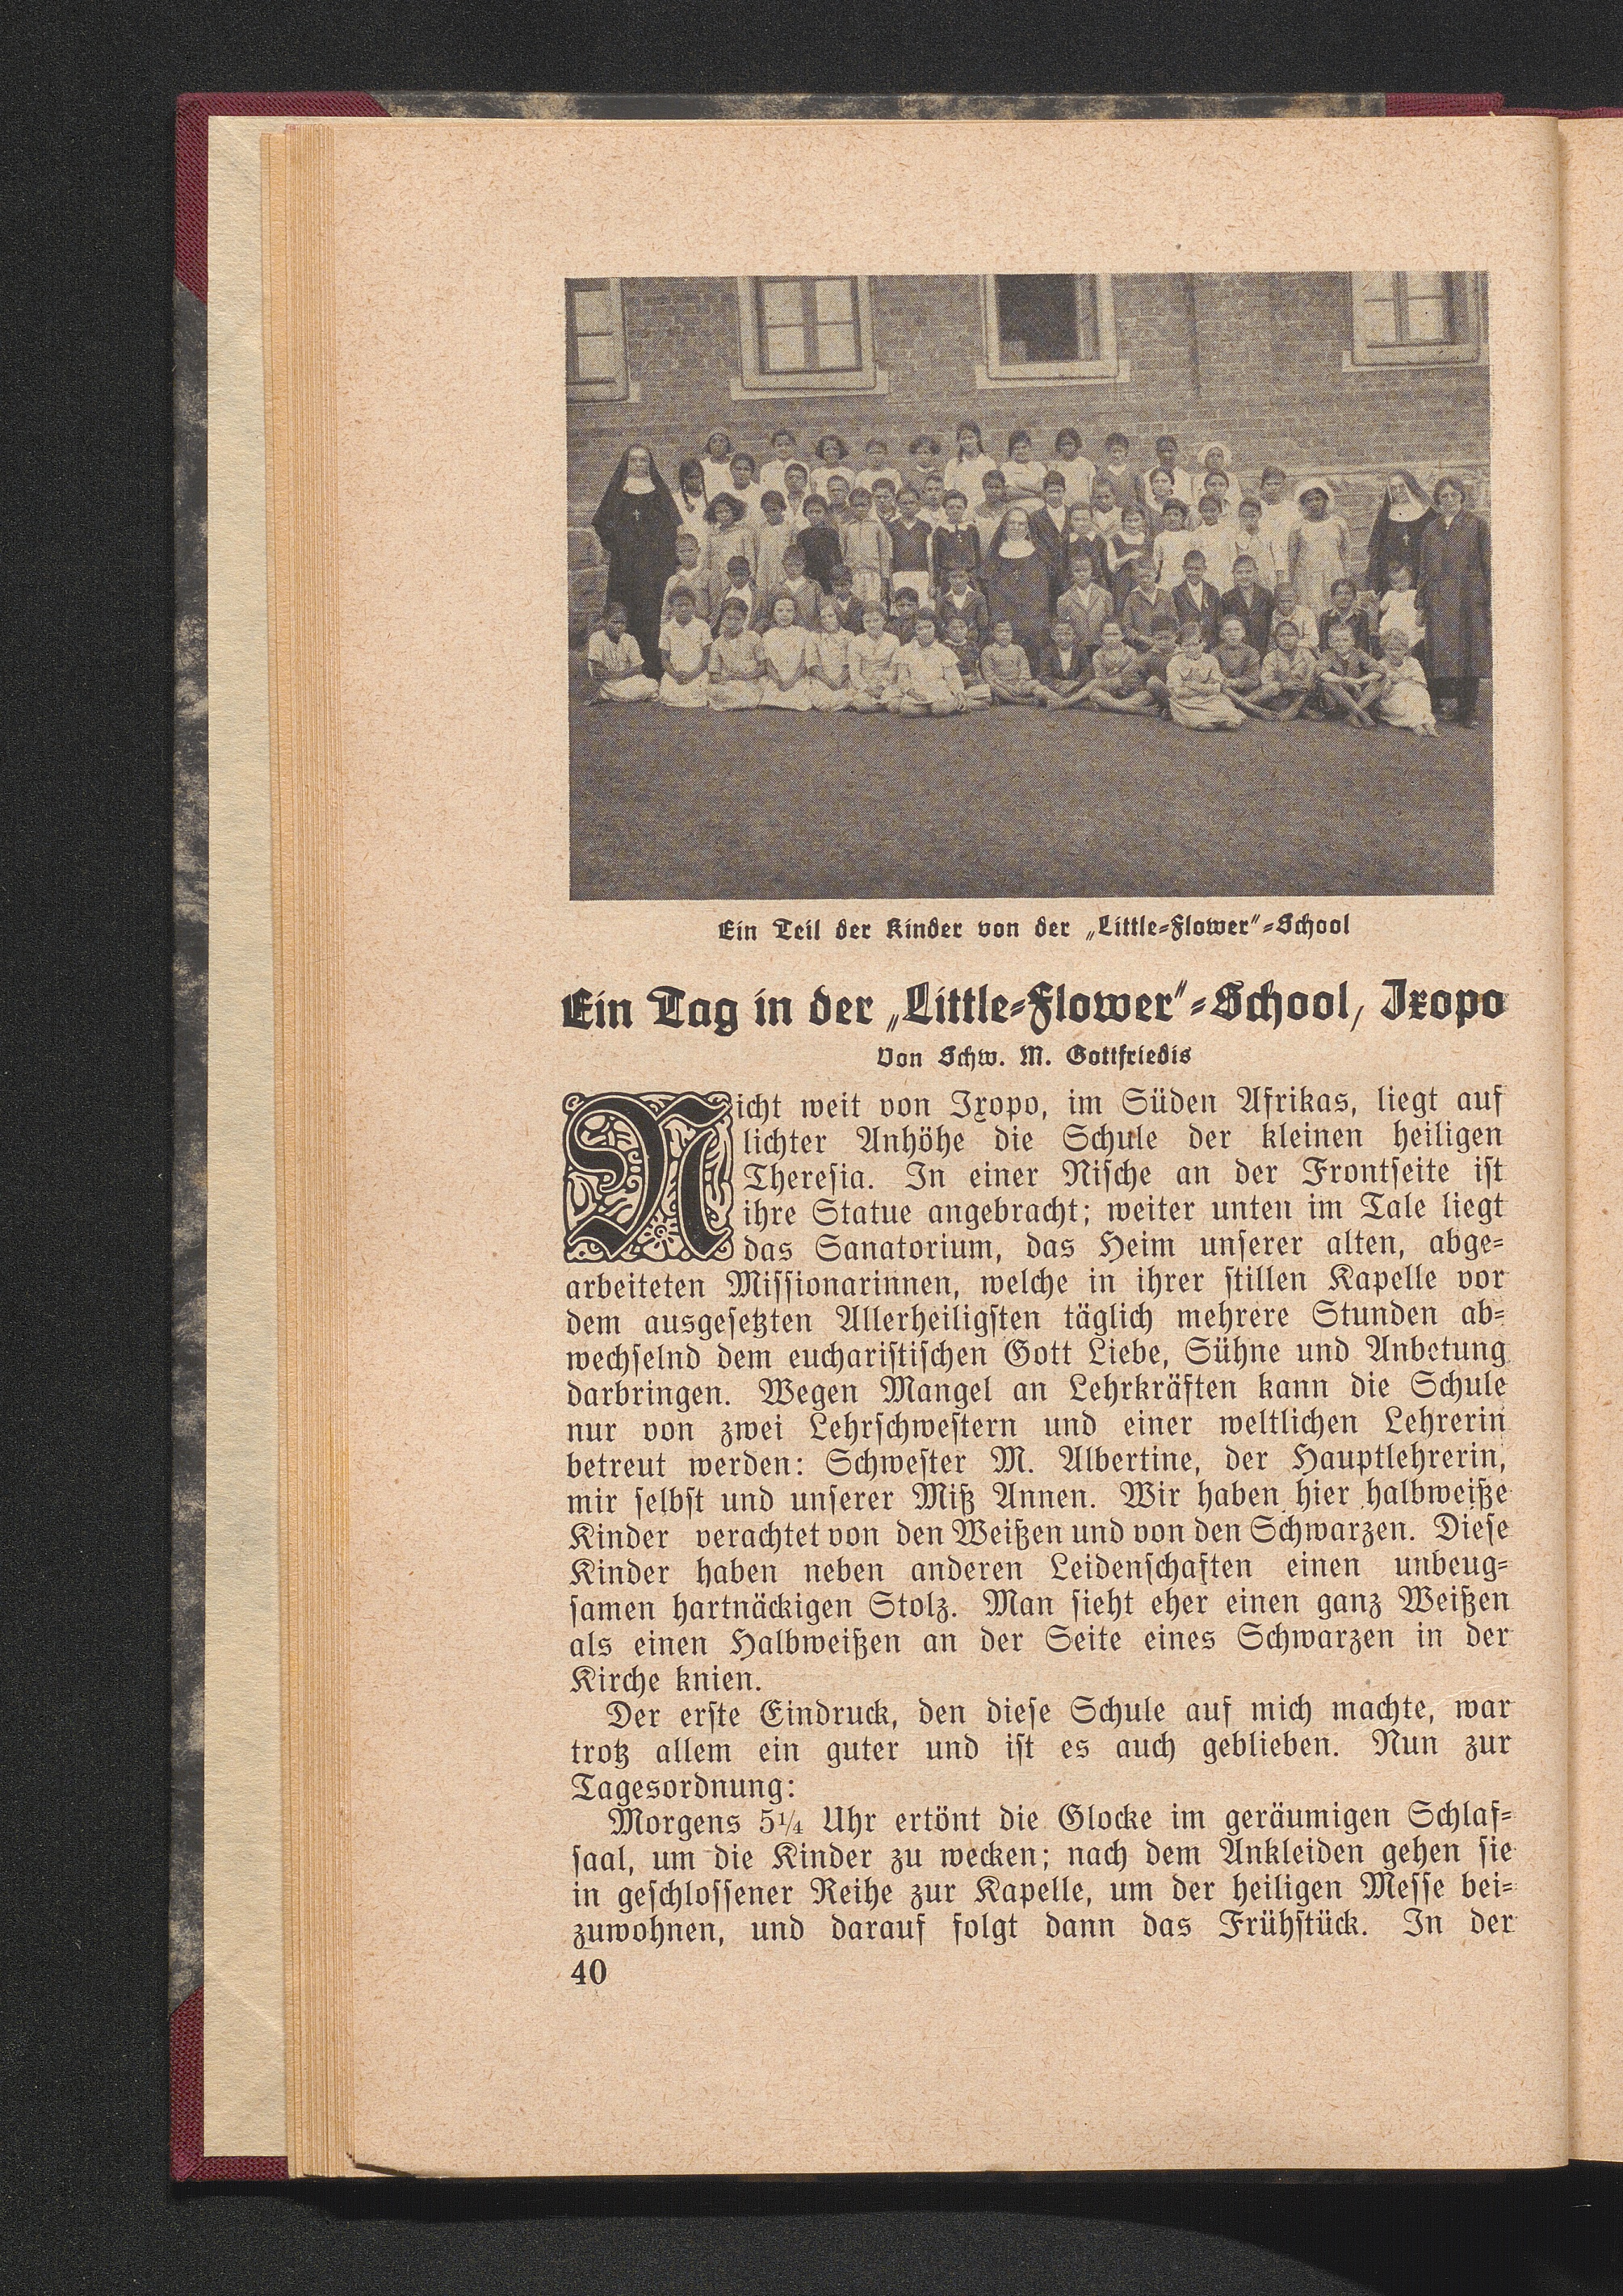 Ein Teil der Kinder von der „Little-Flower"-School
Ein Tag in der „Little-Flower"-School, Ixopo
Von Schw. M. Gottfriedis
Nicht weit von Ixopo, im Süden Afrikas, liegt auf
lichter Anhöhe die Schule der kleinen heiligen
Theresia. In einer Nische an der Frontseite ist
ihre Statue angebracht; weiter unten im Tale liegt
das Sanatorium, das Heim unserer alten, abge-
arbeiteten Missionarinnen, welche in ihrer stillen Kapelle vor
dem ausgesetzten Allerheiligsten täglich mehrere Stunden ab-
wechselnd dem eucharistischen Gott Liebe, Sühne und Anbetung
darbringen. Wegen Mangel an Lehrkräften kann die Schule
nur von zwei Lehrschwestern und einer weltlichen Lehrerin
betreut werden: Schwester M. Albertine, der Hauptlehrerin,
mir selbst und unserer Miß Annen. Wir haben hier halbweiße
Kinder verachtet von den Weißen und von den Schwarzen. Diese
Kinder haben neben anderen Leidenschaften einen unbeug-
samen hartnäckigen Stolz. Man sieht eher einen ganz Weißen
als einen Halbweißen an der Seite eines Schwarzen in der
Kirche knien.
Der erste Eindruck, den diese Schule auf mich machte, war
trotz allem ein guter und ist es auch geblieben. Nun zur
Tagesordnung:
Morgens 5¼ Uhr ertönt die Glocke im geräumigen Schlaf-
saal, um die Kinder zu wecken; nach dem Ankleiden gehen sie
in geschlossener Reihe zur Kapelle, um der heiligen Messe bei-
zuwohnen, und darauf folgt dann das Frühstück. In der
40